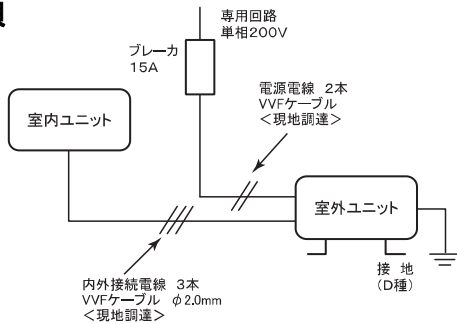 専用回路
単相200V
ブレーカ
15A
電源電線 2本
VVFケーブル
<現地調達>
室内ユニット
室外ユニット
接 地
(D種)
内外接続電線 3本
VVFケーブル φ2.0mm
<現地調達>